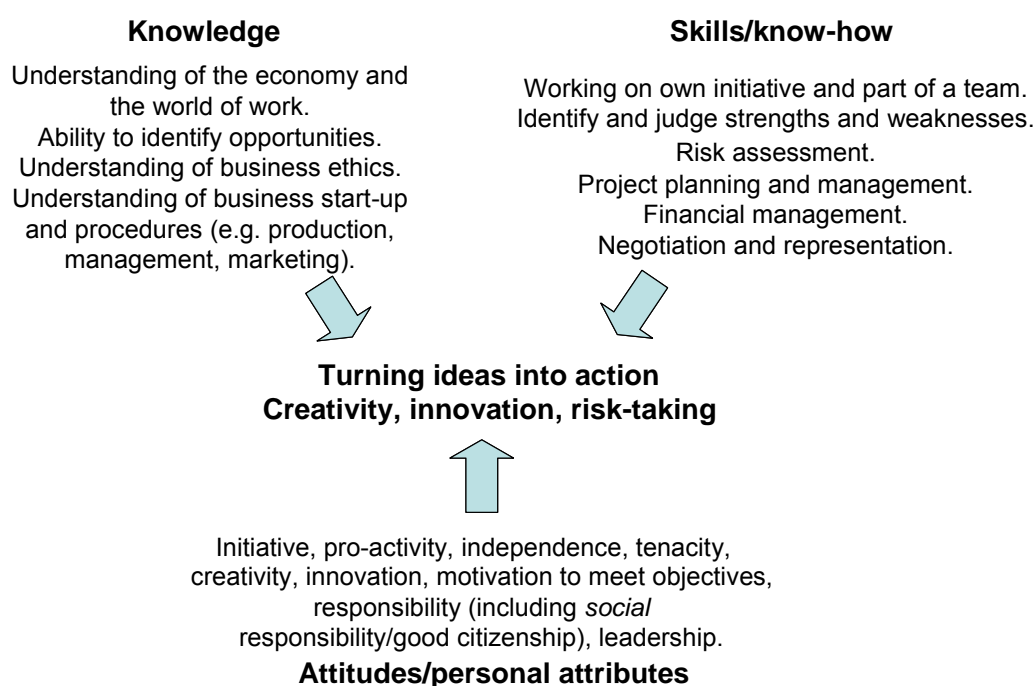 Knowledge
Understanding of the economy and
the world of work.
Ability to identify opportunities.
Understanding of business ethics.
Understanding of business start-up
and procedures (e.g. production,
management, marketing).
Skills/know-how
Working on own initiative and part of a team.
Identify and judge strengths and weaknesses.
Risk assessment.
Project planning and management.
Financial management.
Negotiation and representation.
Turning ideas into action
Creativity, innovation, risk-taking
Initiative, pro-activity, independence, tenacity,
creativity, innovation, motivation to meet objectives,
responsibility (including social
responsibility/good citizenship), leadership.
Attitudes/personal attributes